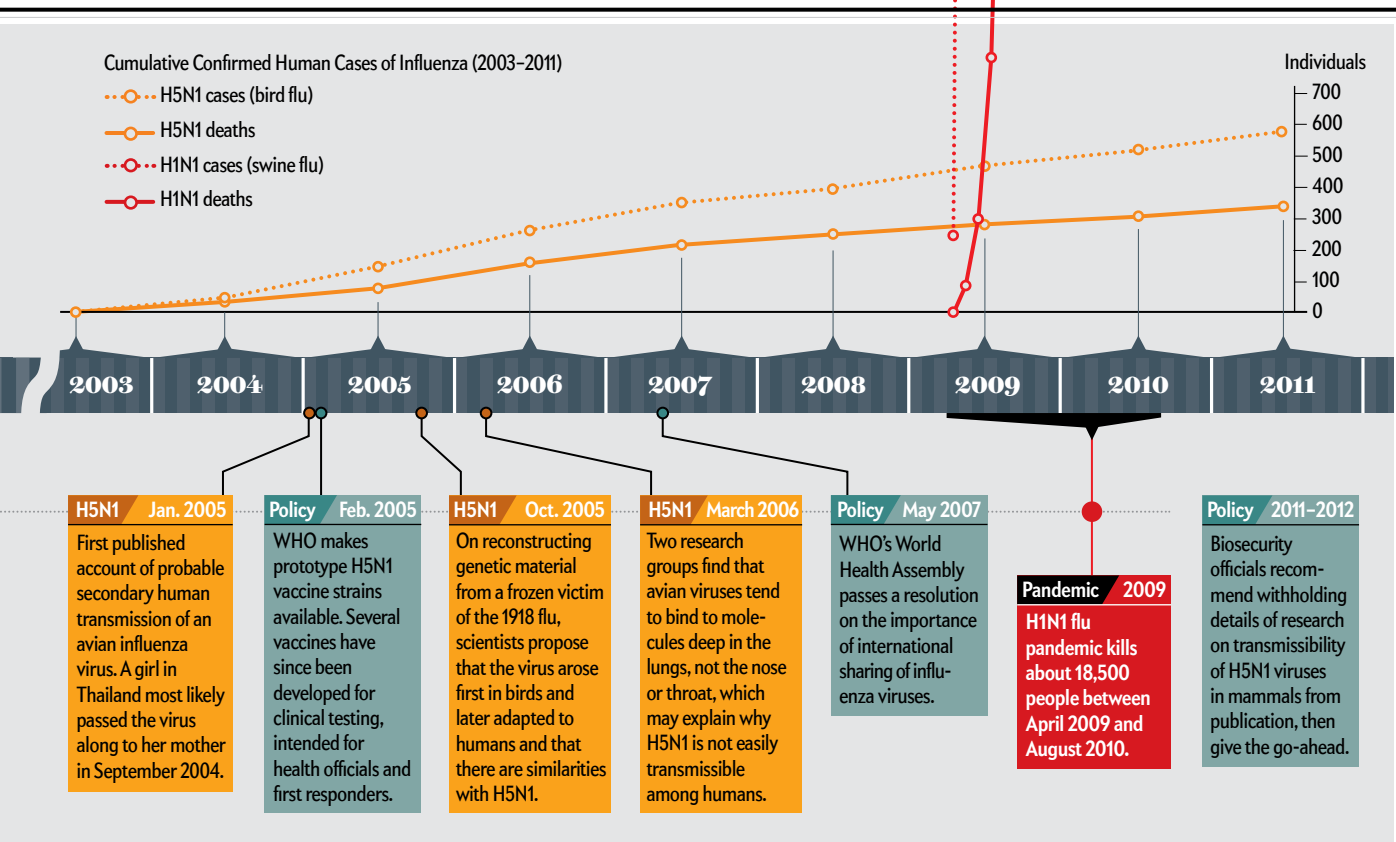 Cumulative Confirmed Human Cases of Influenza (2003–2011)
H5N1 cases (bird flu)
H5N1 deaths
H1N1 cases (swine flu)
H1N1 deaths
Individuals
700
600
500
400
300
200
100
0
2003
2004
2005
2006
2007
2008
2009
2010
2011
H5N1 Jan. 2005
First published
account of probable
secondary human
transmission of an
avian influenza
virus. A girl in
Thailand most likely
passed the virus
along to her mother
in September 2004.
Policy Feb. 2005
WHO makes
prototype H5N1
vaccine strains
available. Several
vaccines have
since been
developed for
clinical testing,
intended for
health officials and
first responders.
H5N1 Oct. 2005
On reconstructing
genetic material
from a frozen victim
of the 1918 flu,
scientists propose
that the virus arose
first in birds and
later adapted to
humans and that
there are similarities
with H5N1.
H5N1 March 2006
Two research
groups find that
avian viruses tend
to bind to mole-
cules deep in the
lungs, not the nose
or throat, which
may explain why
H5N1 is not easily
transmissible
among humans.
Policy May 2007
WHO's World
Health Assembly
passes a resolution
on the importance
of international
sharing of influ-
enza viruses.
Pandemic 2009
H1N1 flu
pandemic kills
about 18,500
people between
April 2009 and
August 2010.
Policy 2011–2012
Biosecurity
officials recom-
mend withholding
details of research
on transmissibility
of H5N1 viruses
in mammals from
publication, then
give the go-ahead.